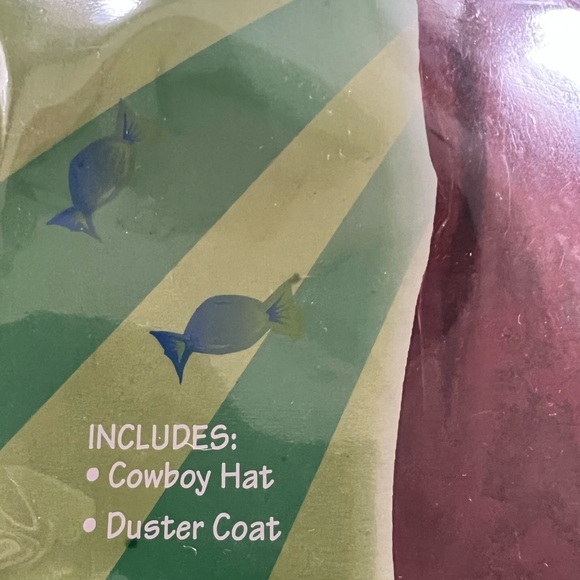 INCLUDES:
• Cowboy Hat
• Duster Coat